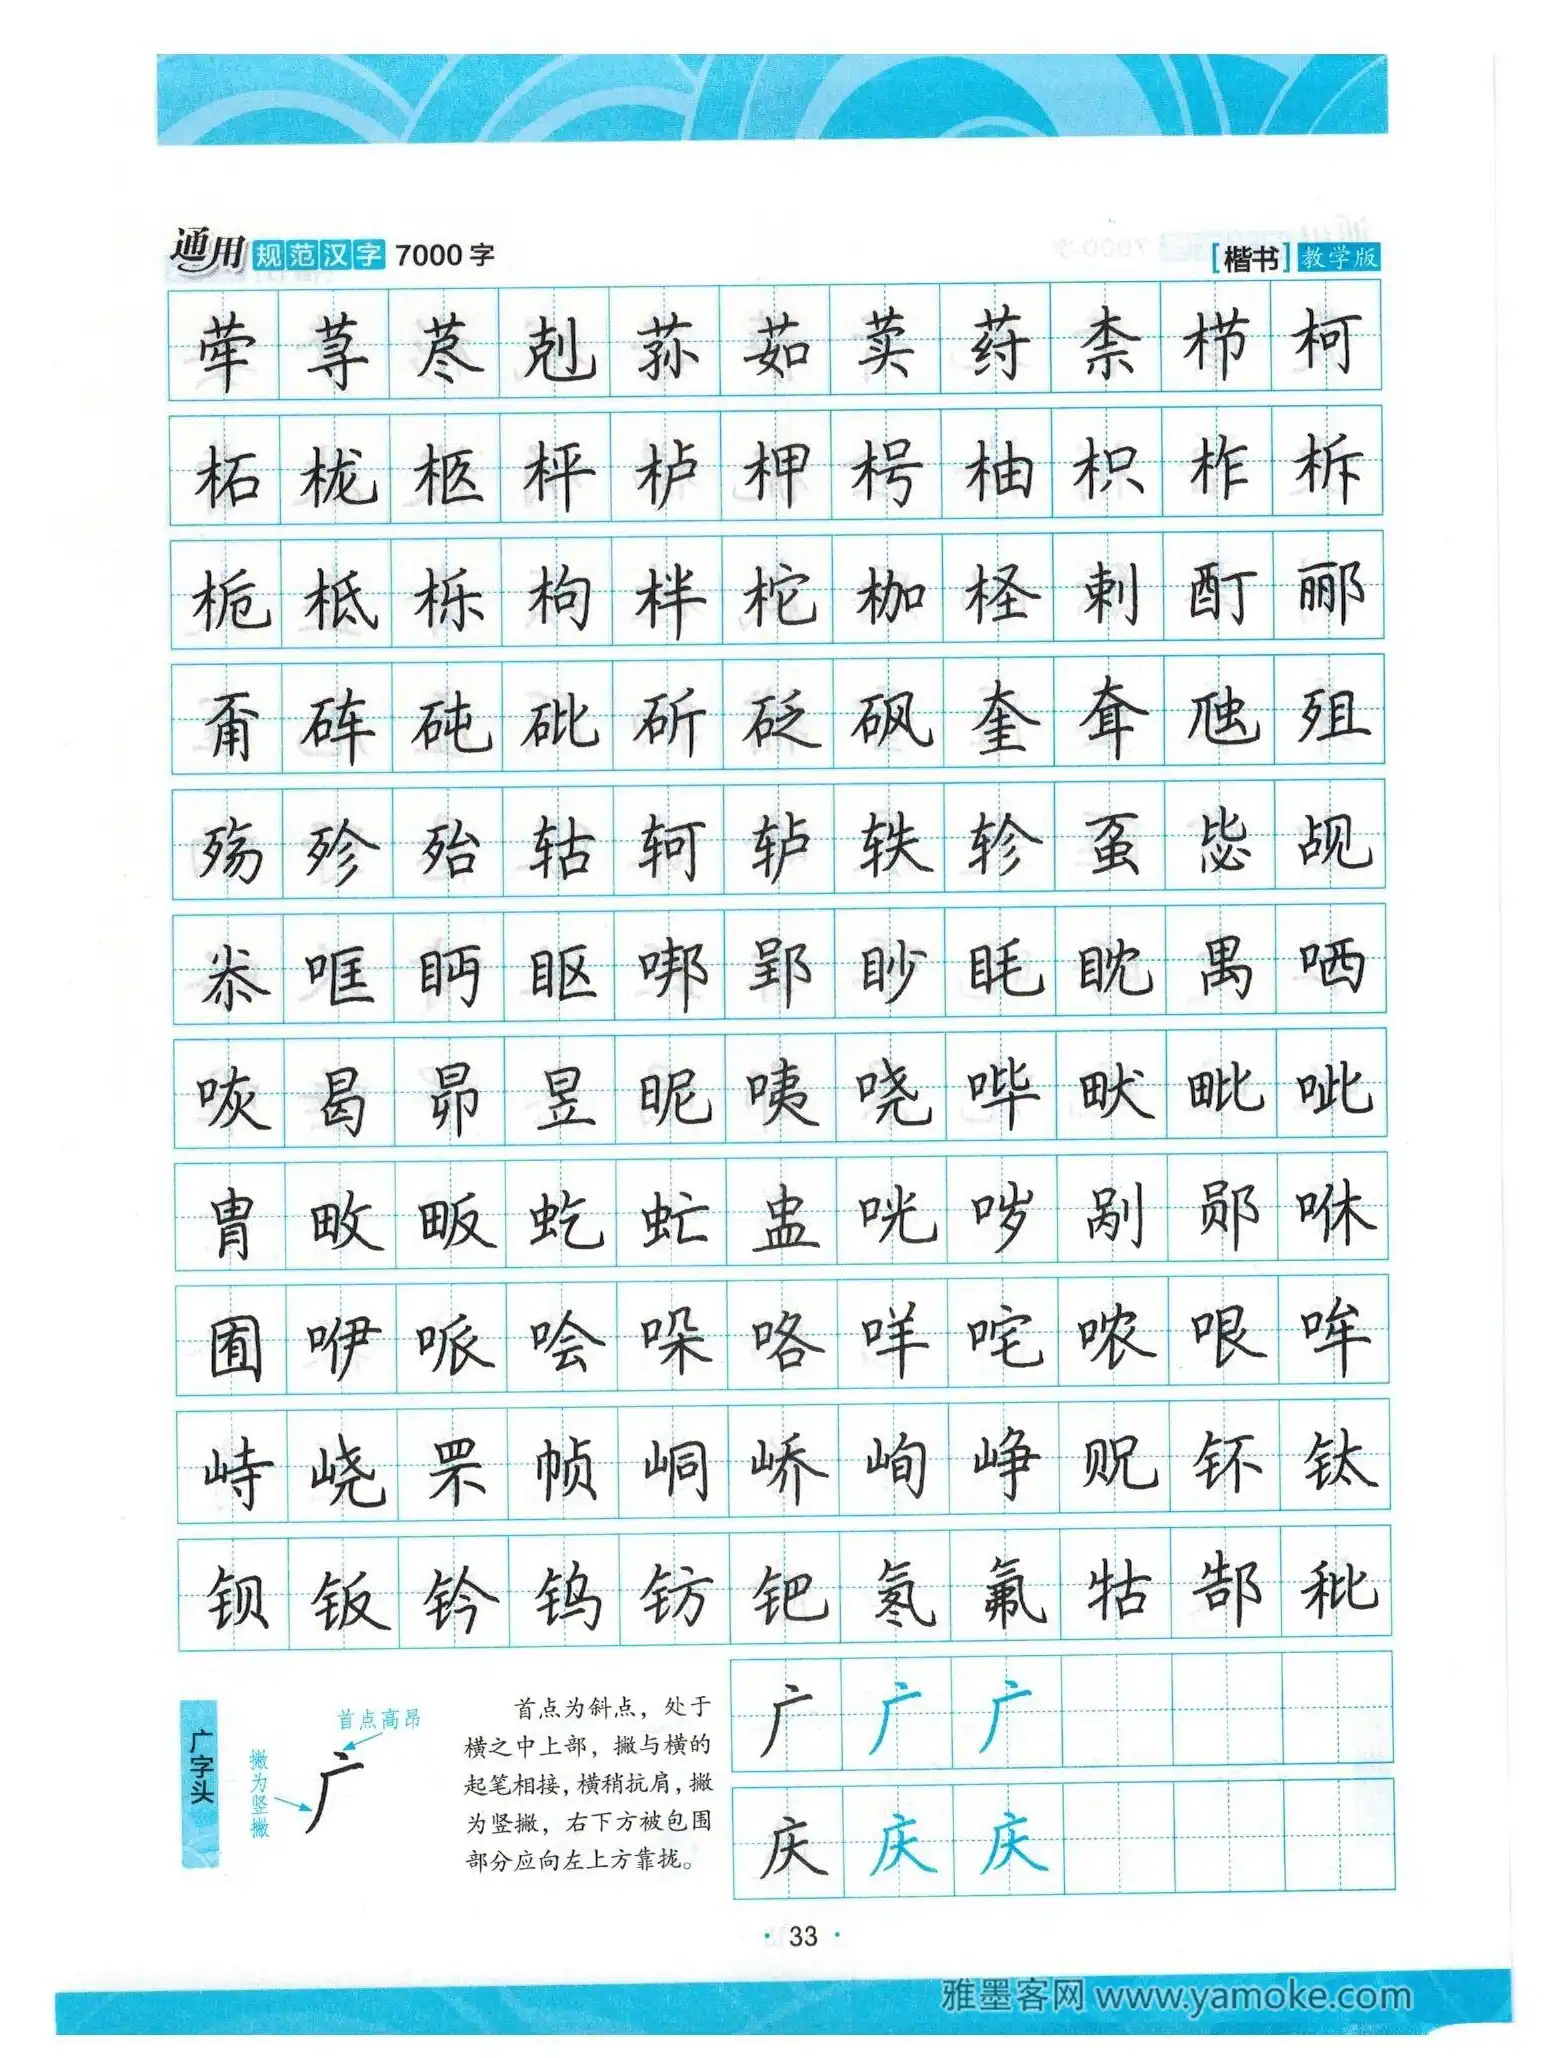 通用规范汉字 7000 字 [楷书] 教学版
荦荨荩剋荪茹荬荮柰栉柯
柘栊柩枰栌柙枵柚枳柞柝
栀柢栎枸柈柁枷柽剌酊郦
甭砗砘砒斫砭砜奎耷虺殂
殇殄殆轱轲轳轶轸虿毖觇
尜哐眄眍𠳐郢眇眊眈禺哂
咴曷昴昱昵咦哓哔畎毗呲
胄畋畈虼虻盅咣哕剐郧咻
囿咿哌哙哚咯咩咤哝哏哞
峙峣罘帧峒峤峋峥贶钚钛
钡钣钤钨钫钯氡氟牯郜秕
广字头
首点高昂
撇为竖撇
广
首点为斜点，处于
横之中上部，撇与横的
起笔相接，横稍抗肩，撇
为竖撇，右下方被包围
部分应向左上方靠拢。
广广广
庆庆庆
· 33 ·
雅墨客网 www.yamoke.com